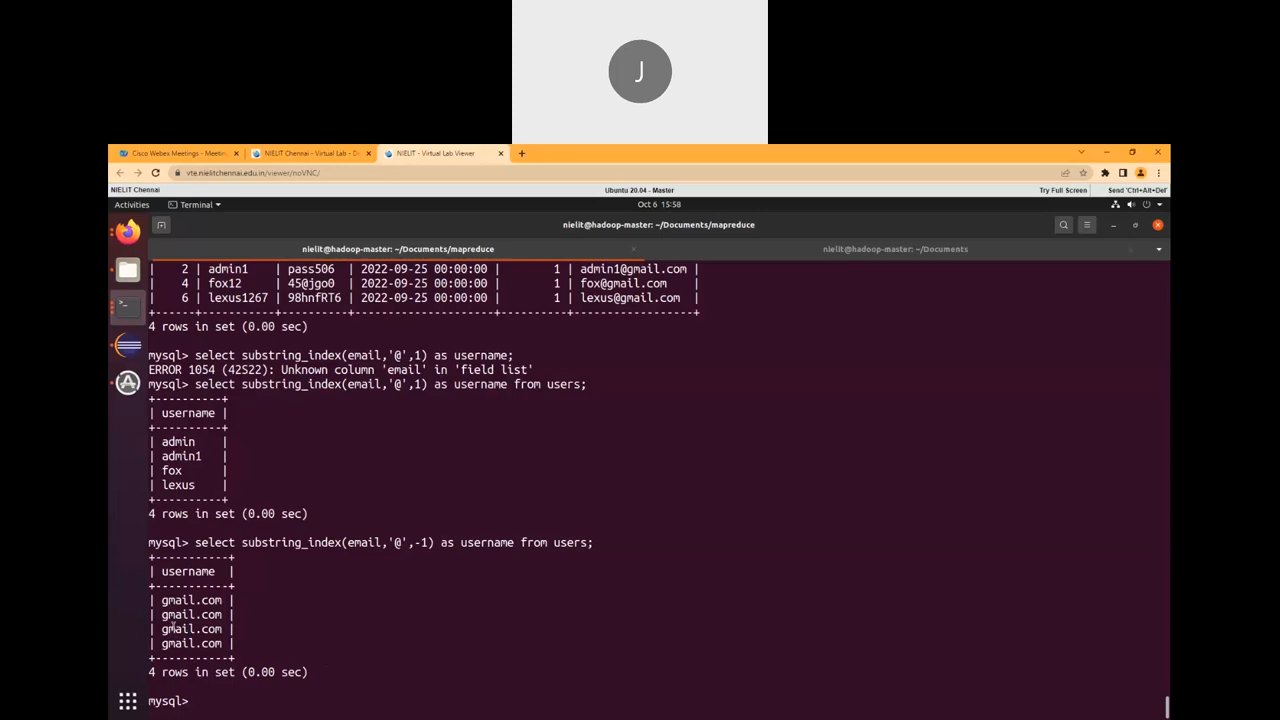 J
Cisco Webex Meetings - Meetin
NIELIT Chennai - Virtual Lab - D
NIELIT - Virtual Lab Viewer
vte.nielitchennai.edu.in/viewer/noVNC/
NIELIT Chennai
Ubuntu 20.04 - Master
Try Full Screen
Send 'Ctrl+Alt+Del'
Activities
Terminal
Oct 6 15:58
nielit@hadoop-master: ~/Documents/mapreduce
nielit@hadoop-master: ~/Documents/mapreduce
nielit@hadoop-master: ~/Documents
| 2 | admin1 | pass506 | 2022-09-25 00:00:00 | 1 | admin1@gmail.com |
| 4 | fox12 | 45@jgo0 | 2022-09-25 00:00:00 | 1 | fox@gmail.com |
| 6 | lexus1267 | 98hnfRT6 | 2022-09-25 00:00:00 | 1 | lexus@gmail.com |
+------+-----------+----------+---------------------+----------+-----------------+
4 rows in set (0.00 sec)
mysql> select substring_index(email,'@',1) as username;
ERROR 1054 (42S22): Unknown column 'email' in 'field list'
mysql> select substring_index(email,'@',1) as username from users;
+----------+
| username |
+----------+
| admin |
| admin1 |
| fox |
| lexus |
+----------+
4 rows in set (0.00 sec)
mysql> select substring_index(email,'@',-1) as username from users;
+-----------+
| username |
+-----------+
| gmail.com |
| gmail.com |
| gmail.com |
| gmail.com |
+-----------+
4 rows in set (0.00 sec)
mysql>